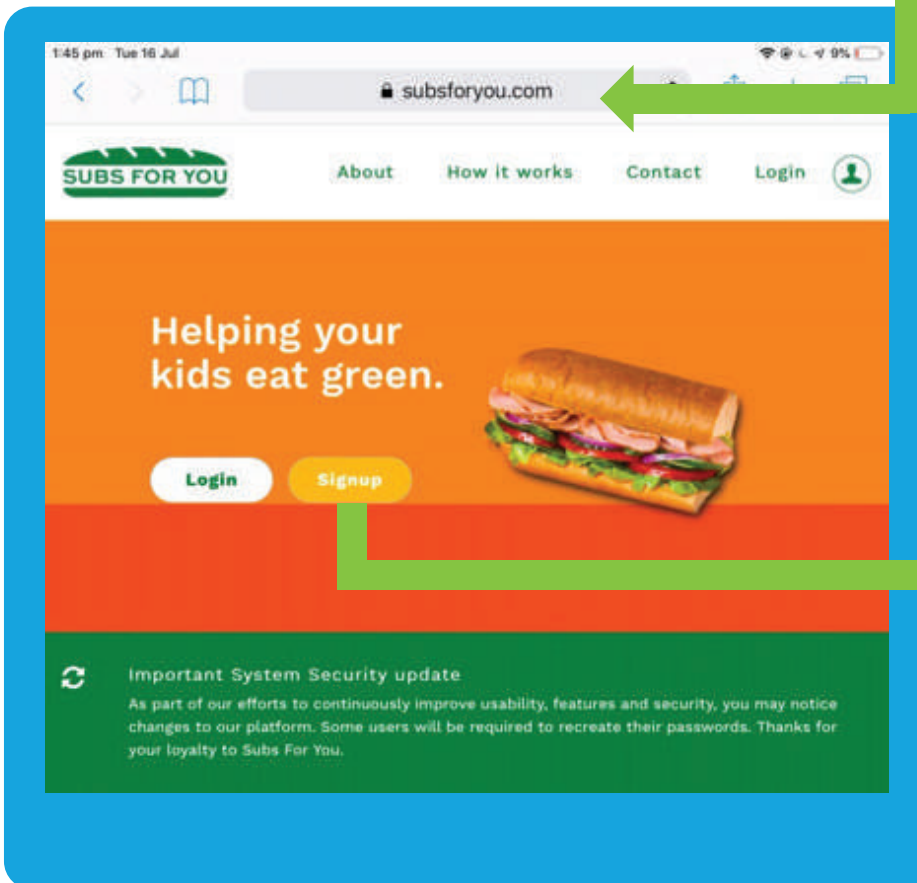 1:45 pm Tue 16 Jul
9%
subsforyou.com
SUBS FOR YOU
About How it works Contact Login
Helping your
kids eat green.
Login Signup
Important System Security update
As part of our efforts to continuously improve usability, features and security, you may notice
changes to our platform. Some users will be required to recreate their passwords. Thanks for
your loyalty to Subs For You.